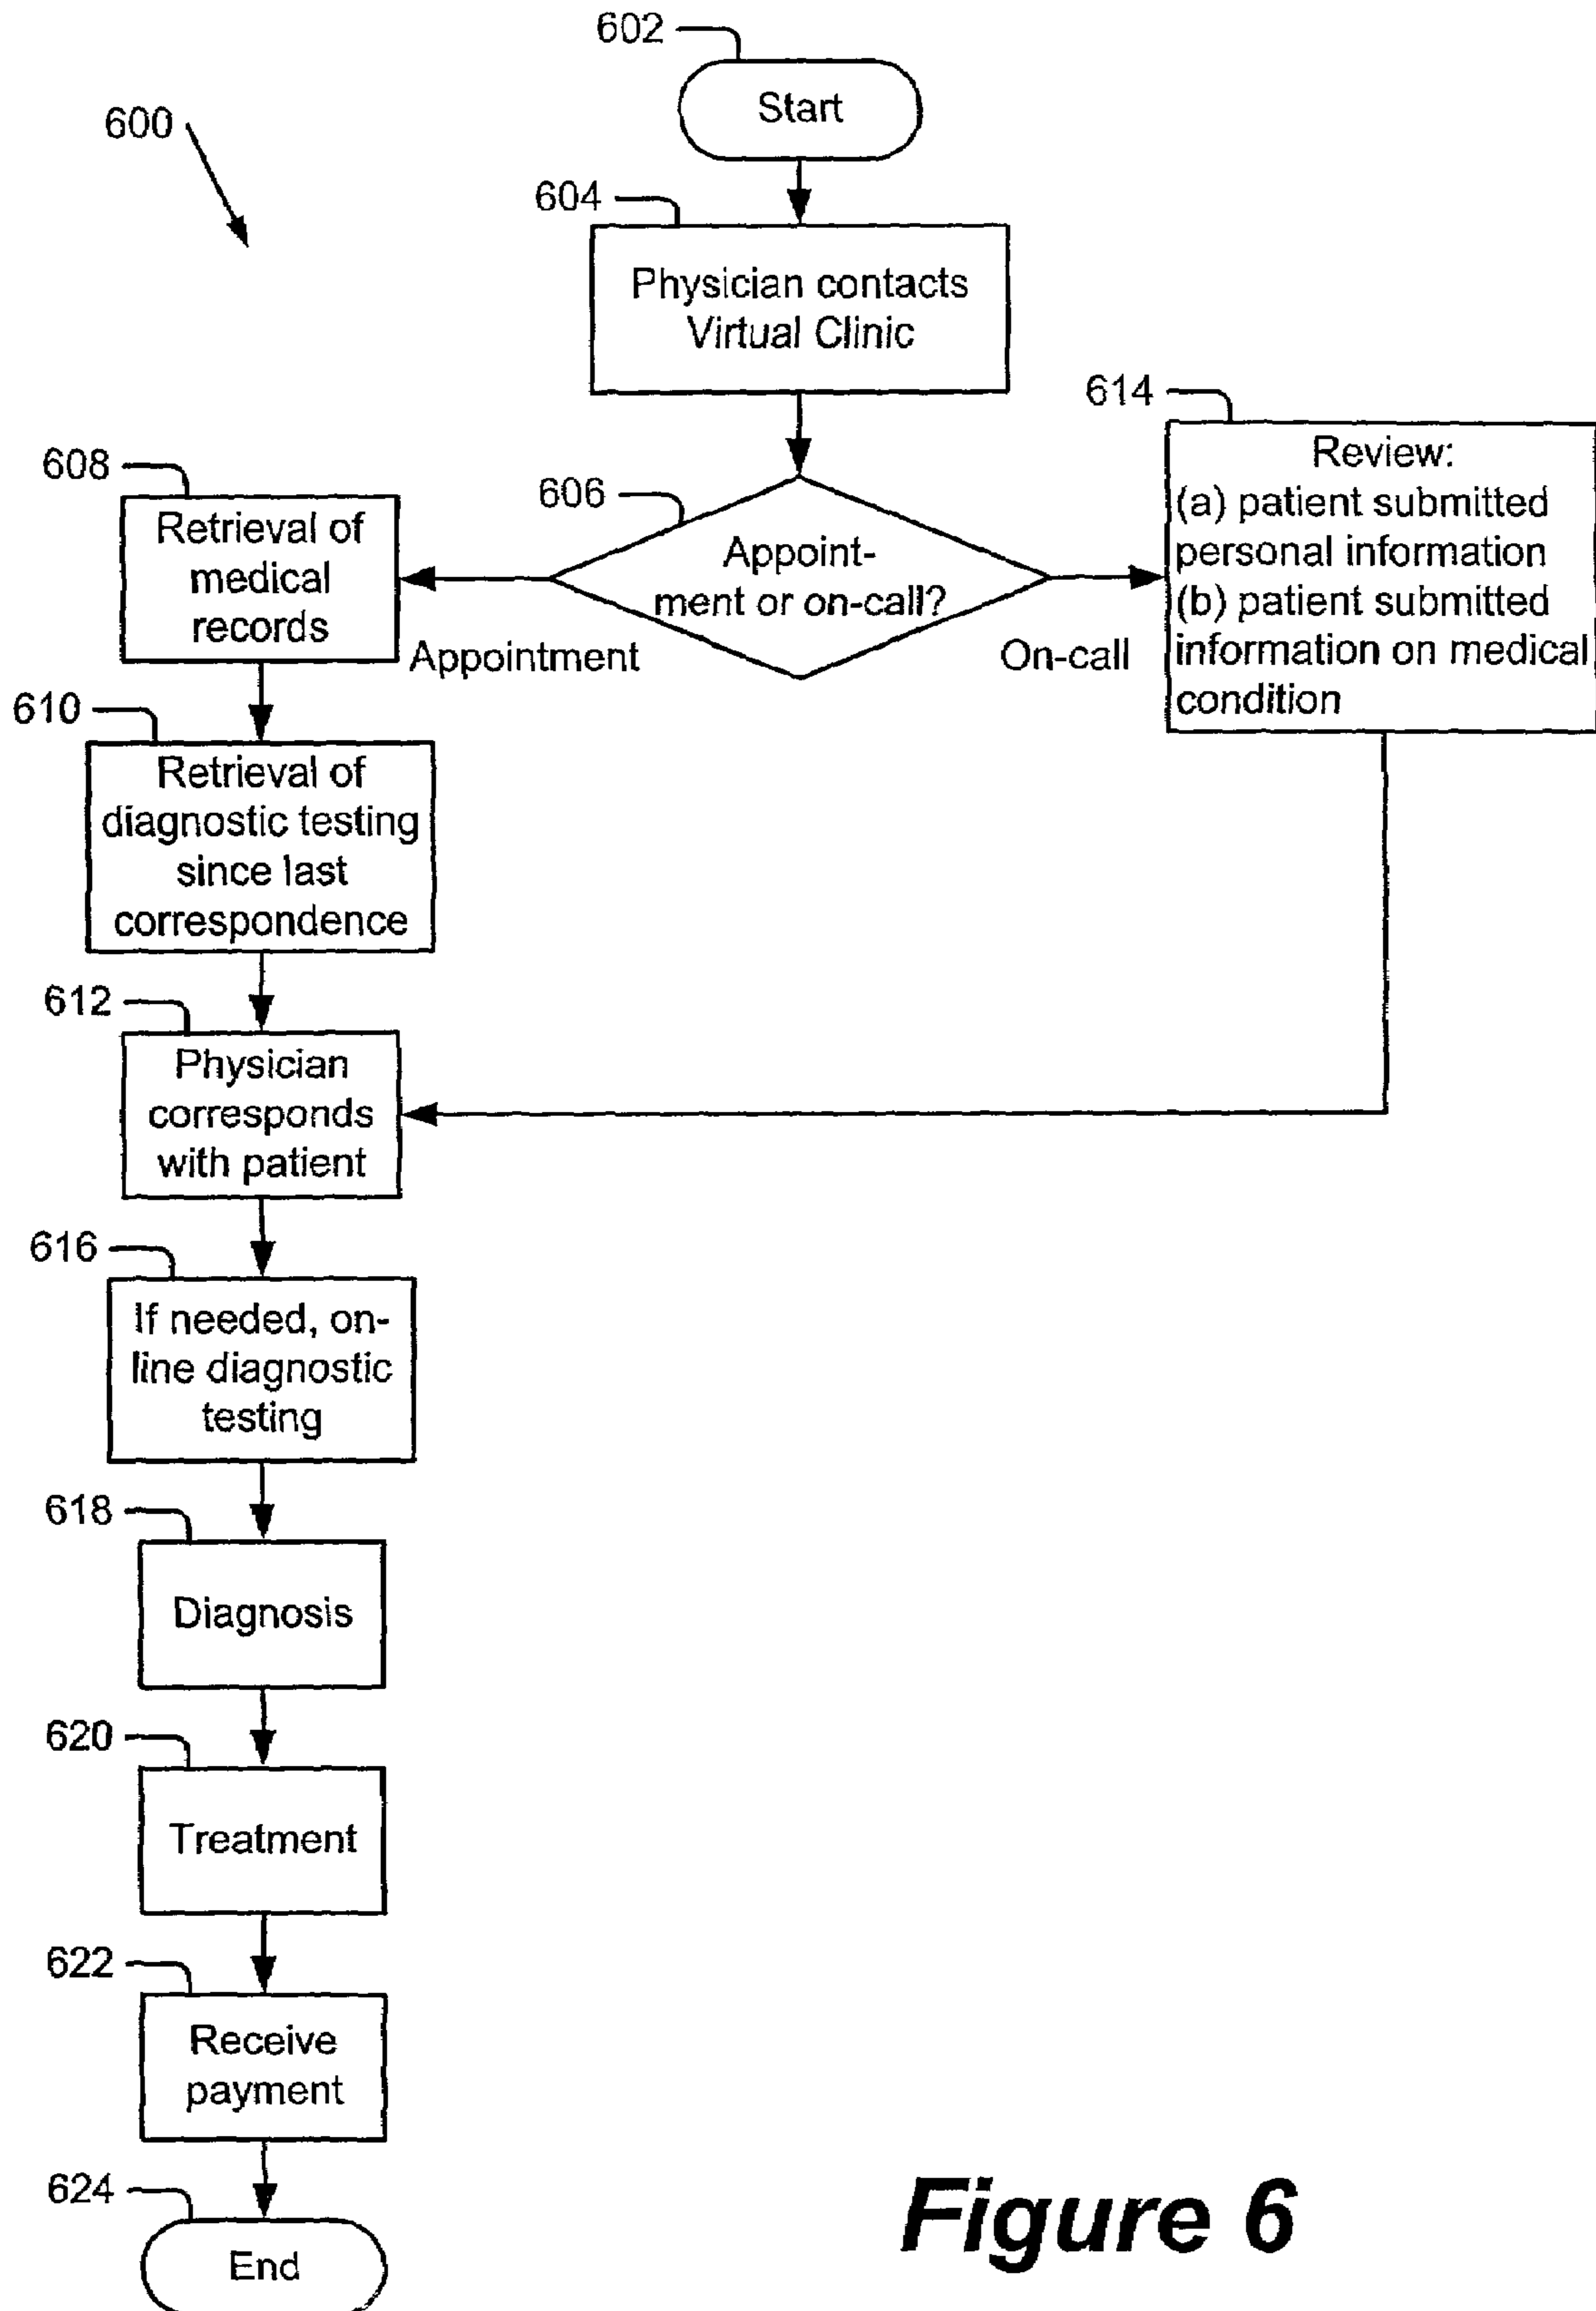 602
Start
600
604
Physician contacts
Virtual Clinic
614
Review:
(a) patient submitted
personal information
(b) patient submitted
information on medical
condition
606
Appoint-
ment or on-call?
Appointment
On-call
608
Retrieval of
medical
records
610
Retrieval of
diagnostic testing
since last
correspondence
612
Physician
corresponds
with patient
616
If needed, on-
line diagnostic
testing
618
Diagnosis
620
Treatment
622
Receive
payment
624
End
Figure 6